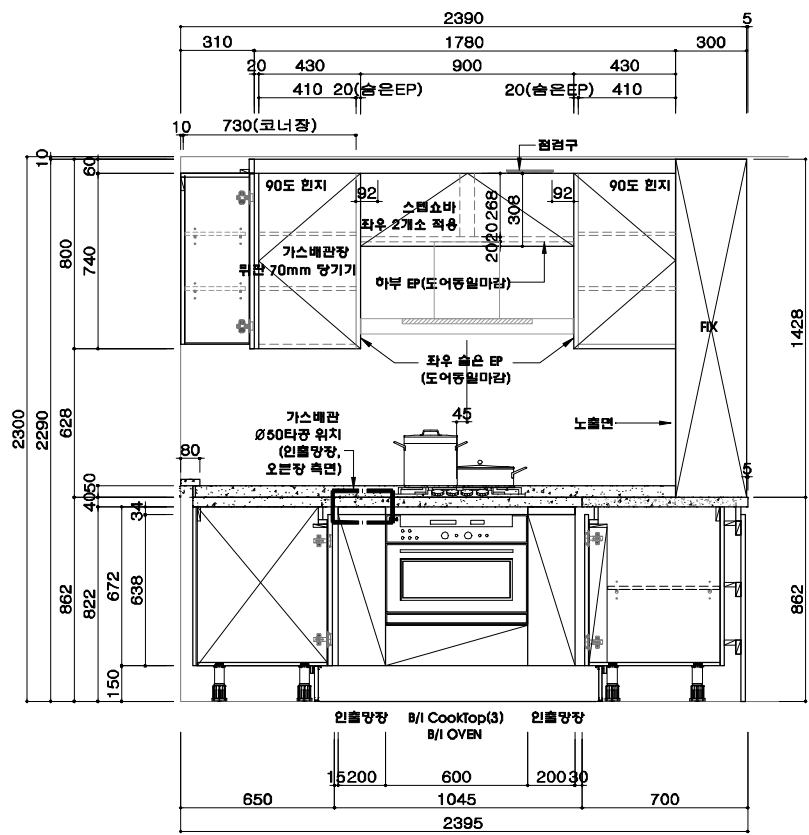 2390
5
310
1780
300
20
430
900
430
410
20(숨은EP)
20(숨은EP)
410
10
730(코너장)
점검구
10
60
90도 힌지
92
스텐쇼바
좌우 2개소 적용
268
308
20
20
92
90도 힌지
가스배관장
뒤판 70mm 당기기
하부 EP(도어동일마감)
800
740
FIX
1428
좌우 숨은 EP
(도어동일마감)
가스배관
Ø50타공 위치
(인출망장,
오븐장 측면)
45
노출면
2300
2290
628
80
5
50
40
34
862
822
672
638
150
862
인출망장
B/I CookTop(3)
B/I OVEN
인출망장
15
200
600
200
30
650
1045
700
2395